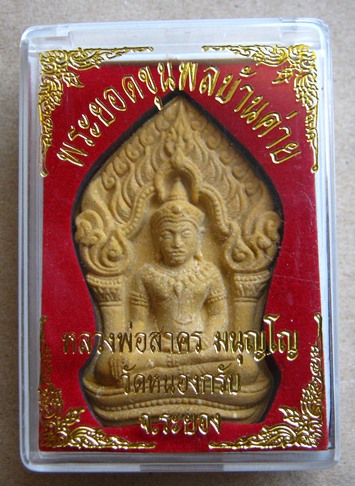 พระยอดขุนพลบ้านค่าย
หลวงพ่อสาคร มนุญฺโญ
วัดหนองกรับ
จ.ระยอง